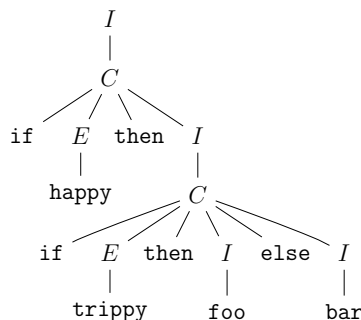 I
C
if E then I
happy C
if E then I else I
trippy foo bar